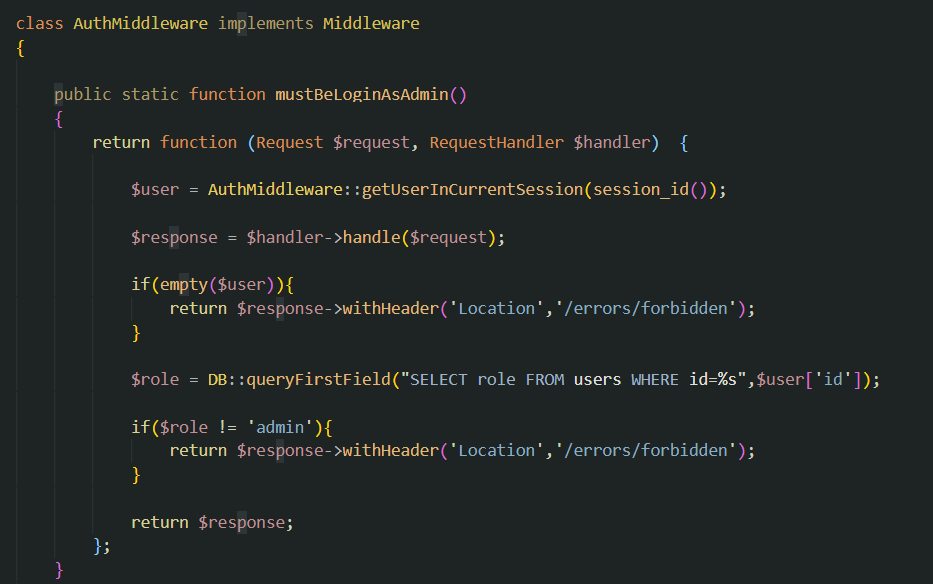 class AuthMiddleware implements Middleware
{
public static function mustBeLoginAsAdmin()
{
return function (Request $request, RequestHandler $handler)  {
$user = AuthMiddleware::getUserInCurrentSession(session_id());
$response = $handler->handle($request);
if(empty($user)){
return $response->withHeader('Location','/errors/forbidden');
}
$role = DB::queryFirstField("SELECT role FROM users WHERE id=%s",$user['id']);
if($role != 'admin'){
return $response->withHeader('Location','/errors/forbidden');
}
return $response;
};
}